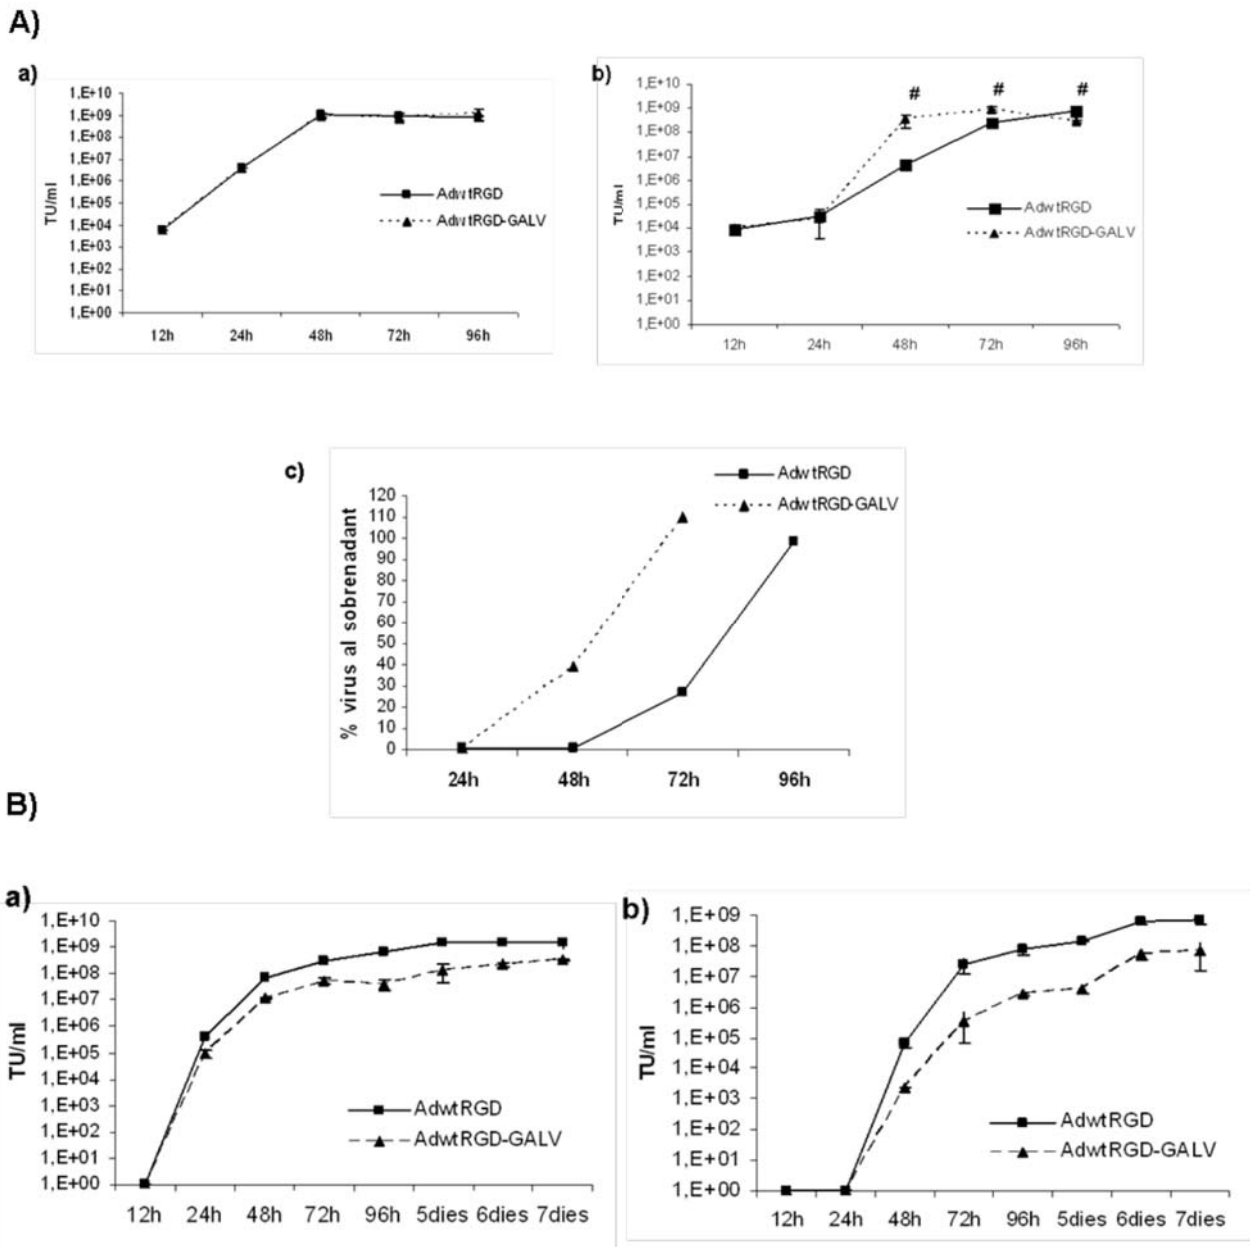 A)
a)
1,E+10
1,E+09
1,E+08
1,E+07
1,E+06
1,E+05
1,E+04
1,E+03
1,E+02
1,E+01
1,E+00
TU/ml
AdwtRGD
AdwtRGD-GALV
12h 24h 48h 72h 96h
b)
1,E+10
1,E+09
1,E+08
1,E+07
1,E+06
1,E+05
1,E+04
1,E+03
1,E+02
1,E+01
1,E+00
TU/ml
# # #
AdwtRGD
AdwtRGD-GALV
12h 24h 48h 72h 96h
c)
AdwtRGD
AdwtRGD-GALV
120
110
100
90
80
70
60
50
40
30
20
10
0
% virus al sobrenadant
24h 48h 72h 96h
B)
a)
1,E+10
1,E+09
1,E+08
1,E+07
1,E+06
1,E+05
1,E+04
1,E+03
1,E+02
1,E+01
1,E+00
TU/ml
AdwtRGD
AdwtRGD-GALV
12h 24h 48h 72h 96h 5dies 6dies 7dies
b)
1,E+09
1,E+08
1,E+07
1,E+06
1,E+05
1,E+04
1,E+03
1,E+02
1,E+01
1,E+00
TU/ml
AdwtRGD
AdwtRGD-GALV
12h 24h 48h 72h 96h 5dies 6dies 7dies